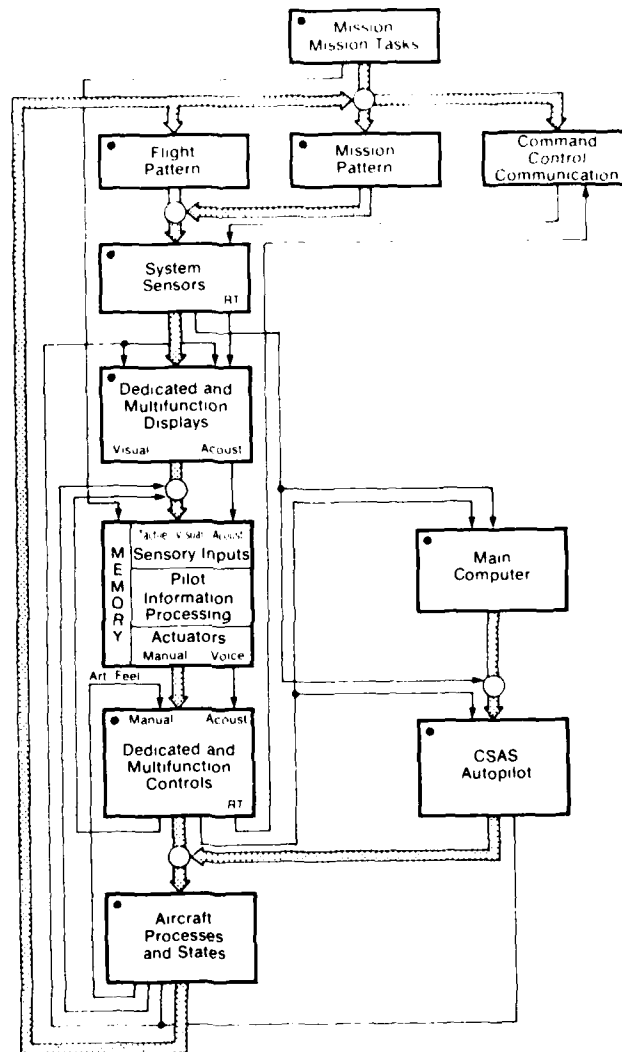 Mission
Mission Tasks
Flight
Pattern
Mission
Pattern
Command
Control
Communication
System
Sensors
RT
Dedicated and
Multifunction
Displays
Visual Acoust
MEMORY
Tactile Visual Acoust
Sensory Inputs
Pilot
Information
Processing
Actuators
Manual Voice
Main
Computer
Art Feel
Manual Acoust
Dedicated and
Multifunction
Controls
RT
CSAS
Autopilot
Aircraft
Processes
and States